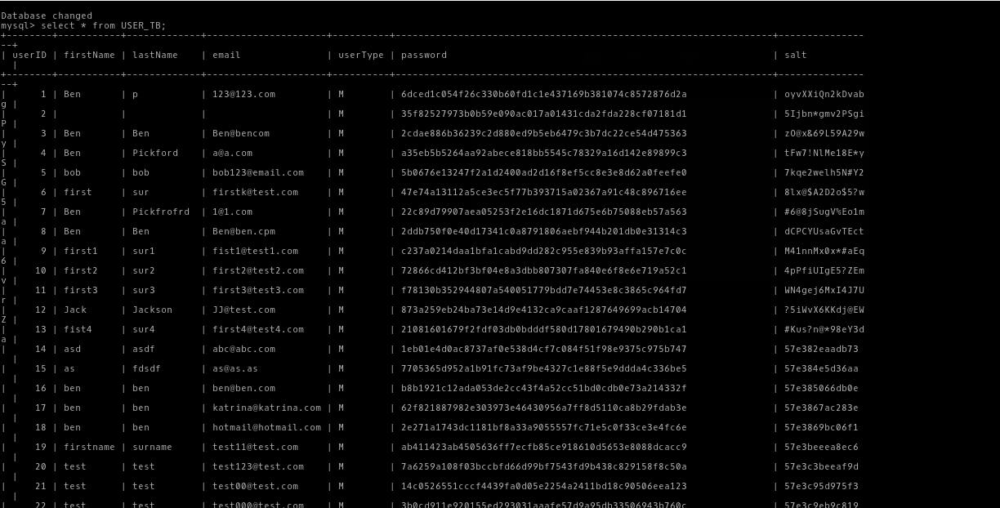 Database changed
mysql> select * from USER_TB;
+--------+-----------+-------------+---------------------+----------+------------------------------------------------------------------+---------------
--+
| userID | firstName | lastName | email | userType | password | salt
|
+--------+-----------+-------------+---------------------+----------+------------------------------------------------------------------+---------------
--+
| 1 | Ben | p | 123@123.com | M | 6dced1c054f26c330b60fd1c1e437169b381074c8572876d2a | oyvXXiQn2kDvab
g |
| 2 | | | | M | 35f82527973b0b59e090ac017a01431cda2fda228cf07181d1 | 5Ijbn*gmv2PSgi
P |
| 3 | Ben | Ben | Ben@bencom | M | 2cdae886b36239c2d880ed9b5eb6479c3b7dc22ce54d475363 | zO@x&69L59A29w
y |
| 4 | Ben | Pickford | a@a.com | M | a35eb5b5264aa92abece818bb5545c78329a16d142e89899c3 | tFw7!NlMe18E*y
S |
| 5 | bob | bob | bob123@email.com | M | 5b0676e13247f2a1d2400ad2d16f8ef5cc8e3e8d62a0feefe0 | 7kqe2welh5N#Y2
G |
| 6 | first | sur | firstk@test.com | M | 47e74a13112a5ce3ec5f77b393715a02367a91c48c896716ee | 8lx@$A2D2o$5?w
5 |
| 7 | Ben | Pickfrofrd | 1@1.com | M | 22c89d79907aea05253f2e16dc1871d675e6b75088eb57a563 | #6@8jSugV%Eo1m
a |
| 8 | Ben | Ben | Ben@ben.cpm | M | 2ddb750f0e40d17341c0a8791806aebf944b201db0e31314c3 | dCPCYUsaGvTEct
a |
| 9 | first1 | sur1 | fist1@test1.com | M | c237a0214daa1bfa1cabd9dd282c955e839b93affa157e7c0c | M41nnMx0x*#aEq
6 |
| 10 | first2 | sur2 | first2@test2.com | M | 72866cd412bf3bf04e8a3dbb807307fa840e6f8e6e719a52c1 | 4pPfiUIgE5?ZEm
v |
| 11 | first3 | sur3 | first3@test3.com | M | f78130b352944807a540051779bdd7e74453e8c3865c964fd7 | WN4gej6MxI4J7U
r |
| 12 | Jack | Jackson | JJ@test.com | M | 873a259eb24ba73e14d9e4132ca9caaf1287649699acb14704 | ?5iWvX6KKdj@EW
Z |
| 13 | fist4 | sur4 | first4@test4.com | M | 21081601679f2fdf03db0bdddf580d17801679490b290b1ca1 | #Kus?n@*98eY3d
a |
| 14 | asd | asdf | abc@abc.com | M | 1eb01e4d0ac8737af0e538d4cf7c084f51f98e9375c975b747 | 57e382eaadb73
|
| 15 | as | fdsdf | as@as.as | M | 7705365d952a1b91fc73af9be4327c1e88f5e9ddda4c336be5 | 57e384e5d36aa
|
| 16 | ben | ben | ben@ben.com | M | b8b1921c12ada053de2cc43f4a52cc51bd0cdb0e73a214332f | 57e385066db0e
|
| 17 | ben | ben | katrina@katrina.com | M | 62f821887982e303973e46430956a7ff8d5110ca8b29fdab3e | 57e3867ac283e
|
| 18 | ben | ben | hotmail@hotmail.com | M | 2e271a1743dc1181bf8a33a9055557fc71e5c0f33ce3e4fc6e | 57e3869bc06f1
|
| 19 | firstname | surname | test11@test.com | M | ab411423ab4505636ff7ecfb85ce918610d5653e8088dcacc9 | 57e3beeea8ec6
|
| 20 | test | test | test123@test.com | M | 7a6259a108f03bccbfd66d99bf7543fd9b438c829158f8c50a | 57e3c3beeaf9d
|
| 21 | test | test | test00@test.com | M | 14c0526551cccf4439fa0d05e2254a2411bd18c90506eea123 | 57e3c95d975f3
|
| 22 | test | test | test000@test.com | M | 3b0cd911e920155ed293031aaafe57d9a95db33506943b760c | 57e3c9eb9c819